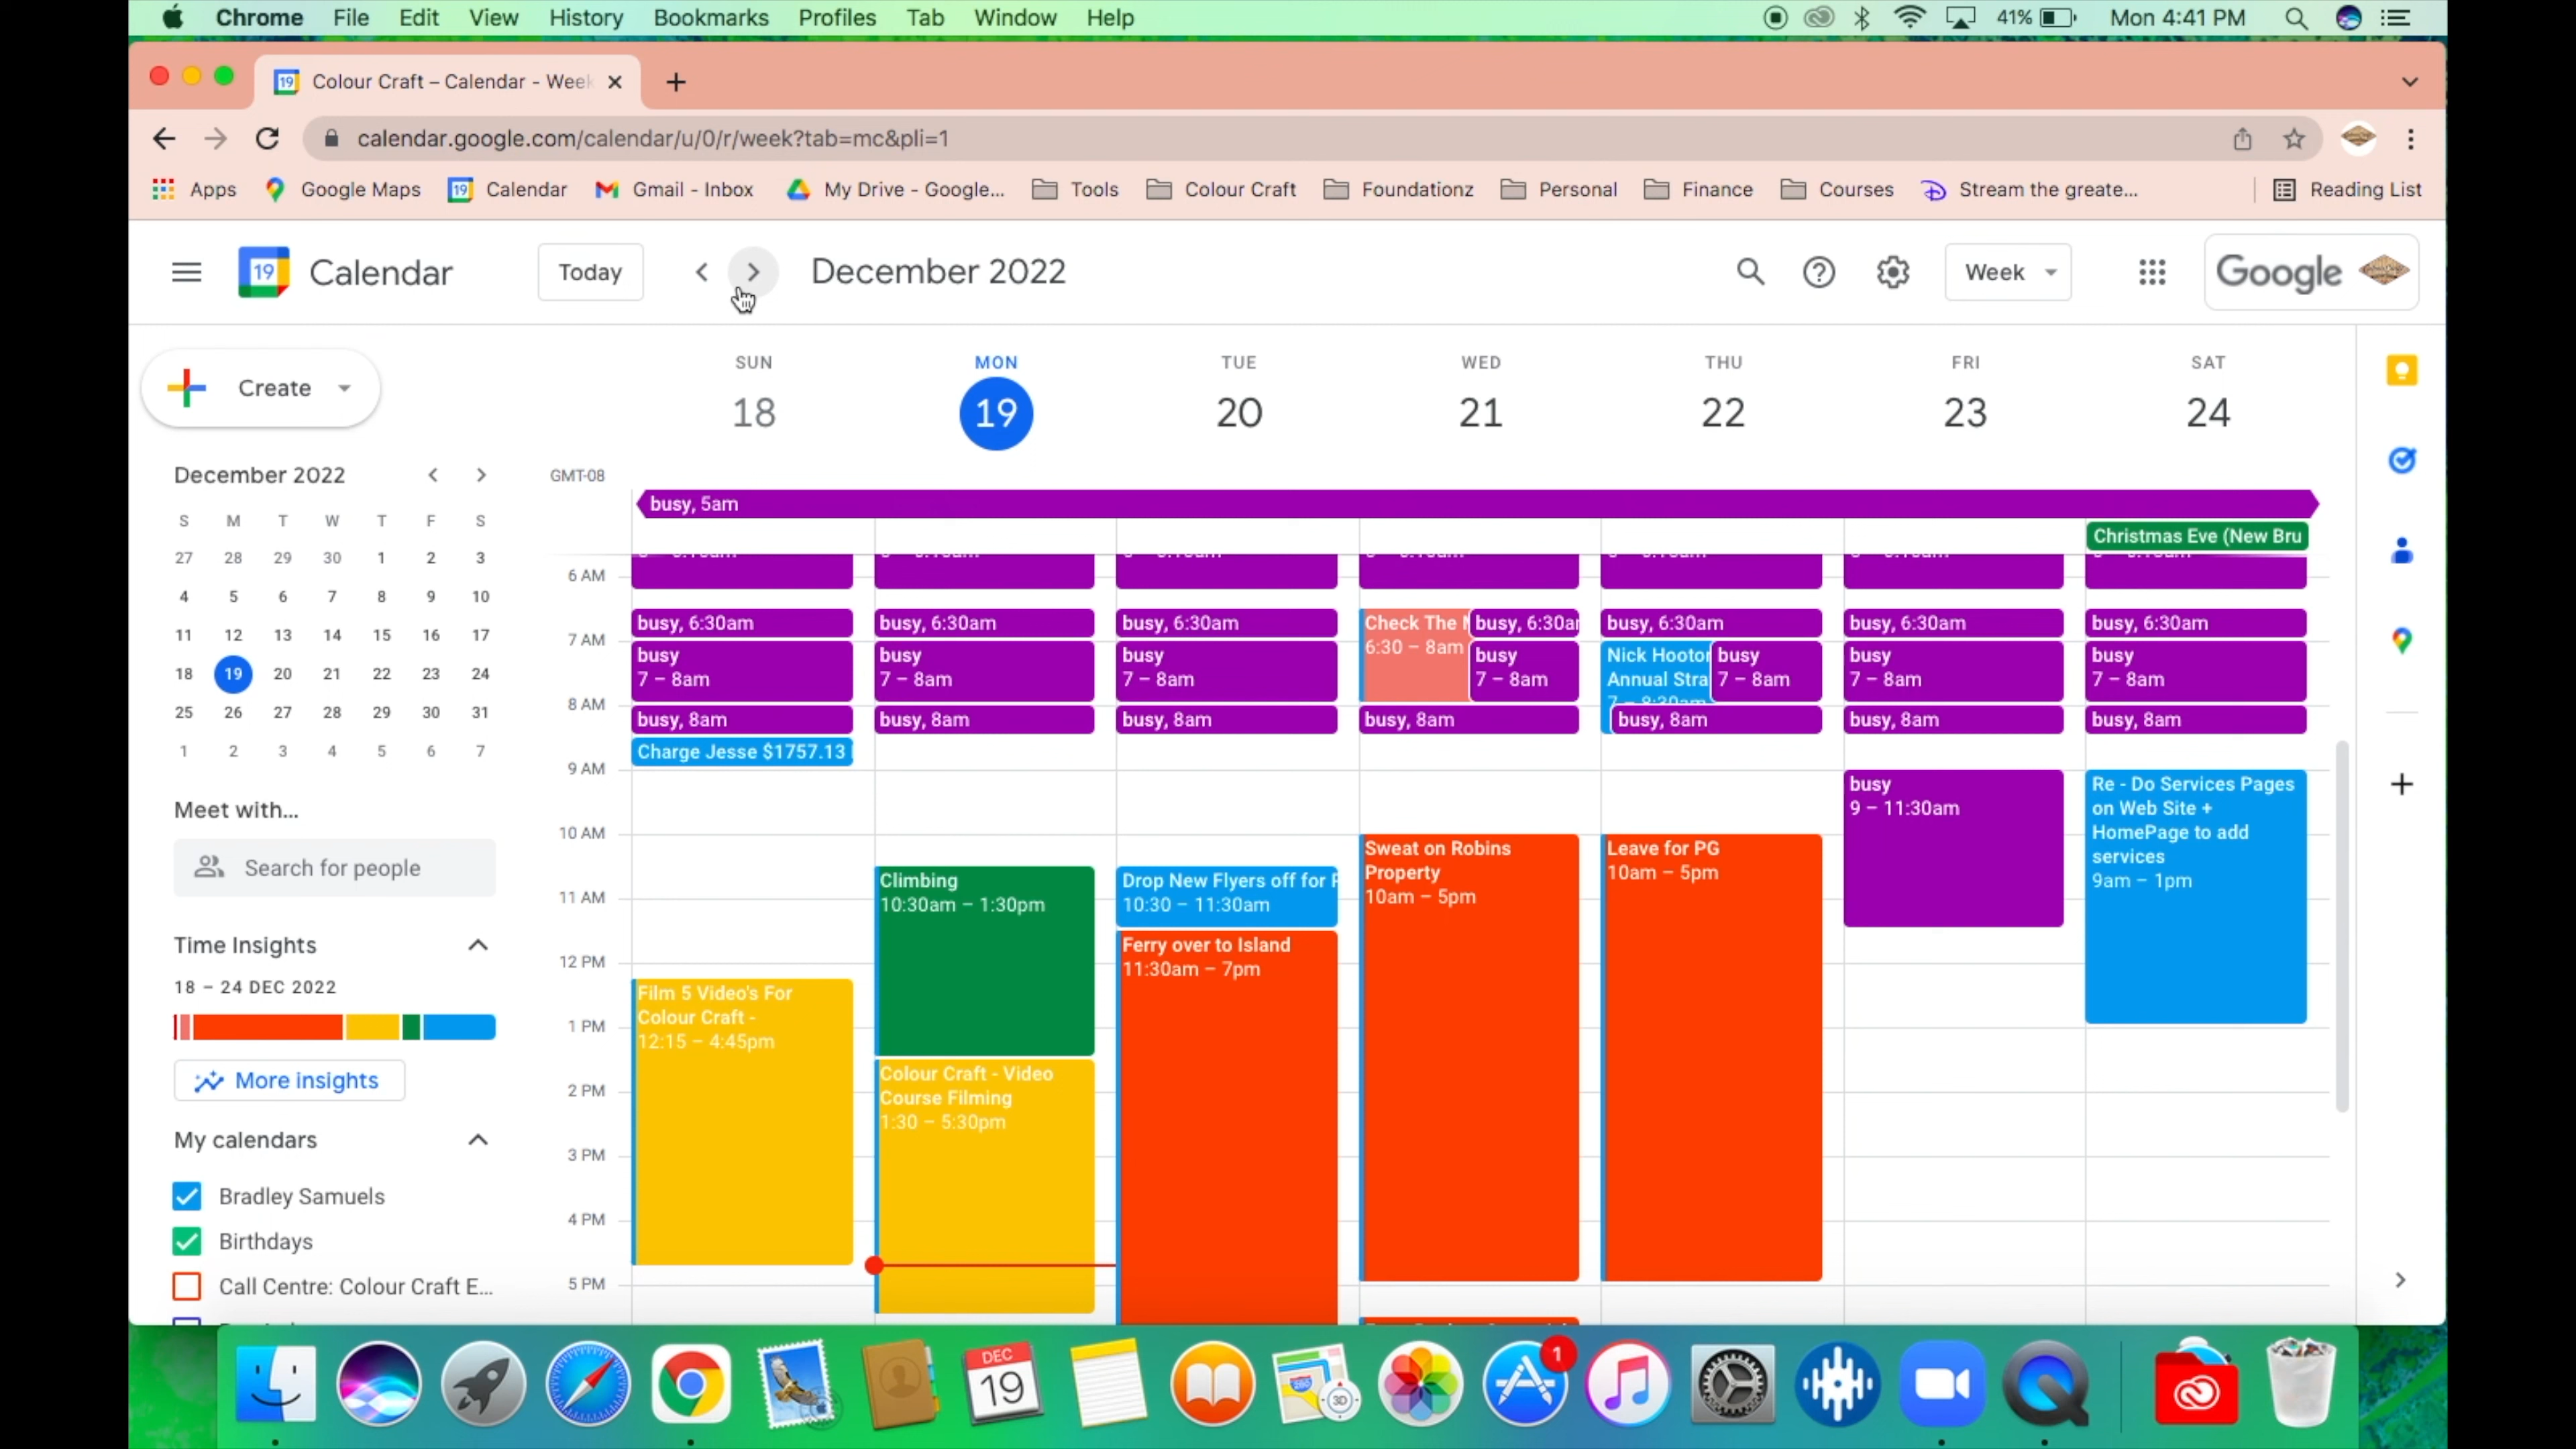 Chrome File Edit View History Bookmarks Profiles Tab Window Help 41% Mon 4:41 PM
19 Colour Craft – Calendar - Week
calendar.google.com/calendar/u/0/r/week?tab=mc&pli=1
Apps Google Maps 19 Calendar Gmail - Inbox My Drive - Google... Tools Colour Craft Foundationz Personal Finance Courses Stream the greate... Reading List
19 Calendar Today December 2022 Week Google
Create
December 2022
S M T W T F S
27 28 29 30 1 2 3
4 5 6 7 8 9 10
11 12 13 14 15 16 17
18 19 20 21 22 23 24
25 26 27 28 29 30 31
1 2 3 4 5 6 7
Meet with...
Search for people
Time Insights
18 – 24 DEC 2022
More insights
My calendars
Bradley Samuels
Birthdays
Call Centre: Colour Craft E...
SUN MON TUE WED THU FRI SAT
18 19 20 21 22 23 24
GMT-08
busy, 5am
Christmas Eve (New Bru
6 AM
7 AM
8 AM
9 AM
10 AM
11 AM
12 PM
1 PM
2 PM
3 PM
4 PM
5 PM
busy, 6:30am
busy
7 – 8am
busy, 8am
Charge Jesse $1757.13
Film 5 Video's For
Colour Craft -
12:15 – 4:45pm
busy, 6:30am
busy
7 – 8am
busy, 8am
Climbing
10:30am – 1:30pm
Colour Craft - Video
Course Filming
1:30 – 5:30pm
busy, 6:30am
busy
7 – 8am
busy, 8am
Drop New Flyers off for
10:30 – 11:30am
Ferry over to Island
11:30am – 7pm
Check The
6:30 – 8am
busy, 6:30am
busy
7 – 8am
busy, 8am
Sweat on Robins
Property
10am – 5pm
busy, 6:30am
Nick Hooton
Annual Stra
7 – 8:30am
busy
7 – 8am
busy, 8am
Leave for PG
10am – 5pm
busy, 6:30am
busy
7 – 8am
busy, 8am
busy
9 – 11:30am
busy, 6:30am
busy
7 – 8am
busy, 8am
Re - Do Services Pages
on Web Site +
HomePage to add
services
9am – 1pm
DEC
19
280
3D
1